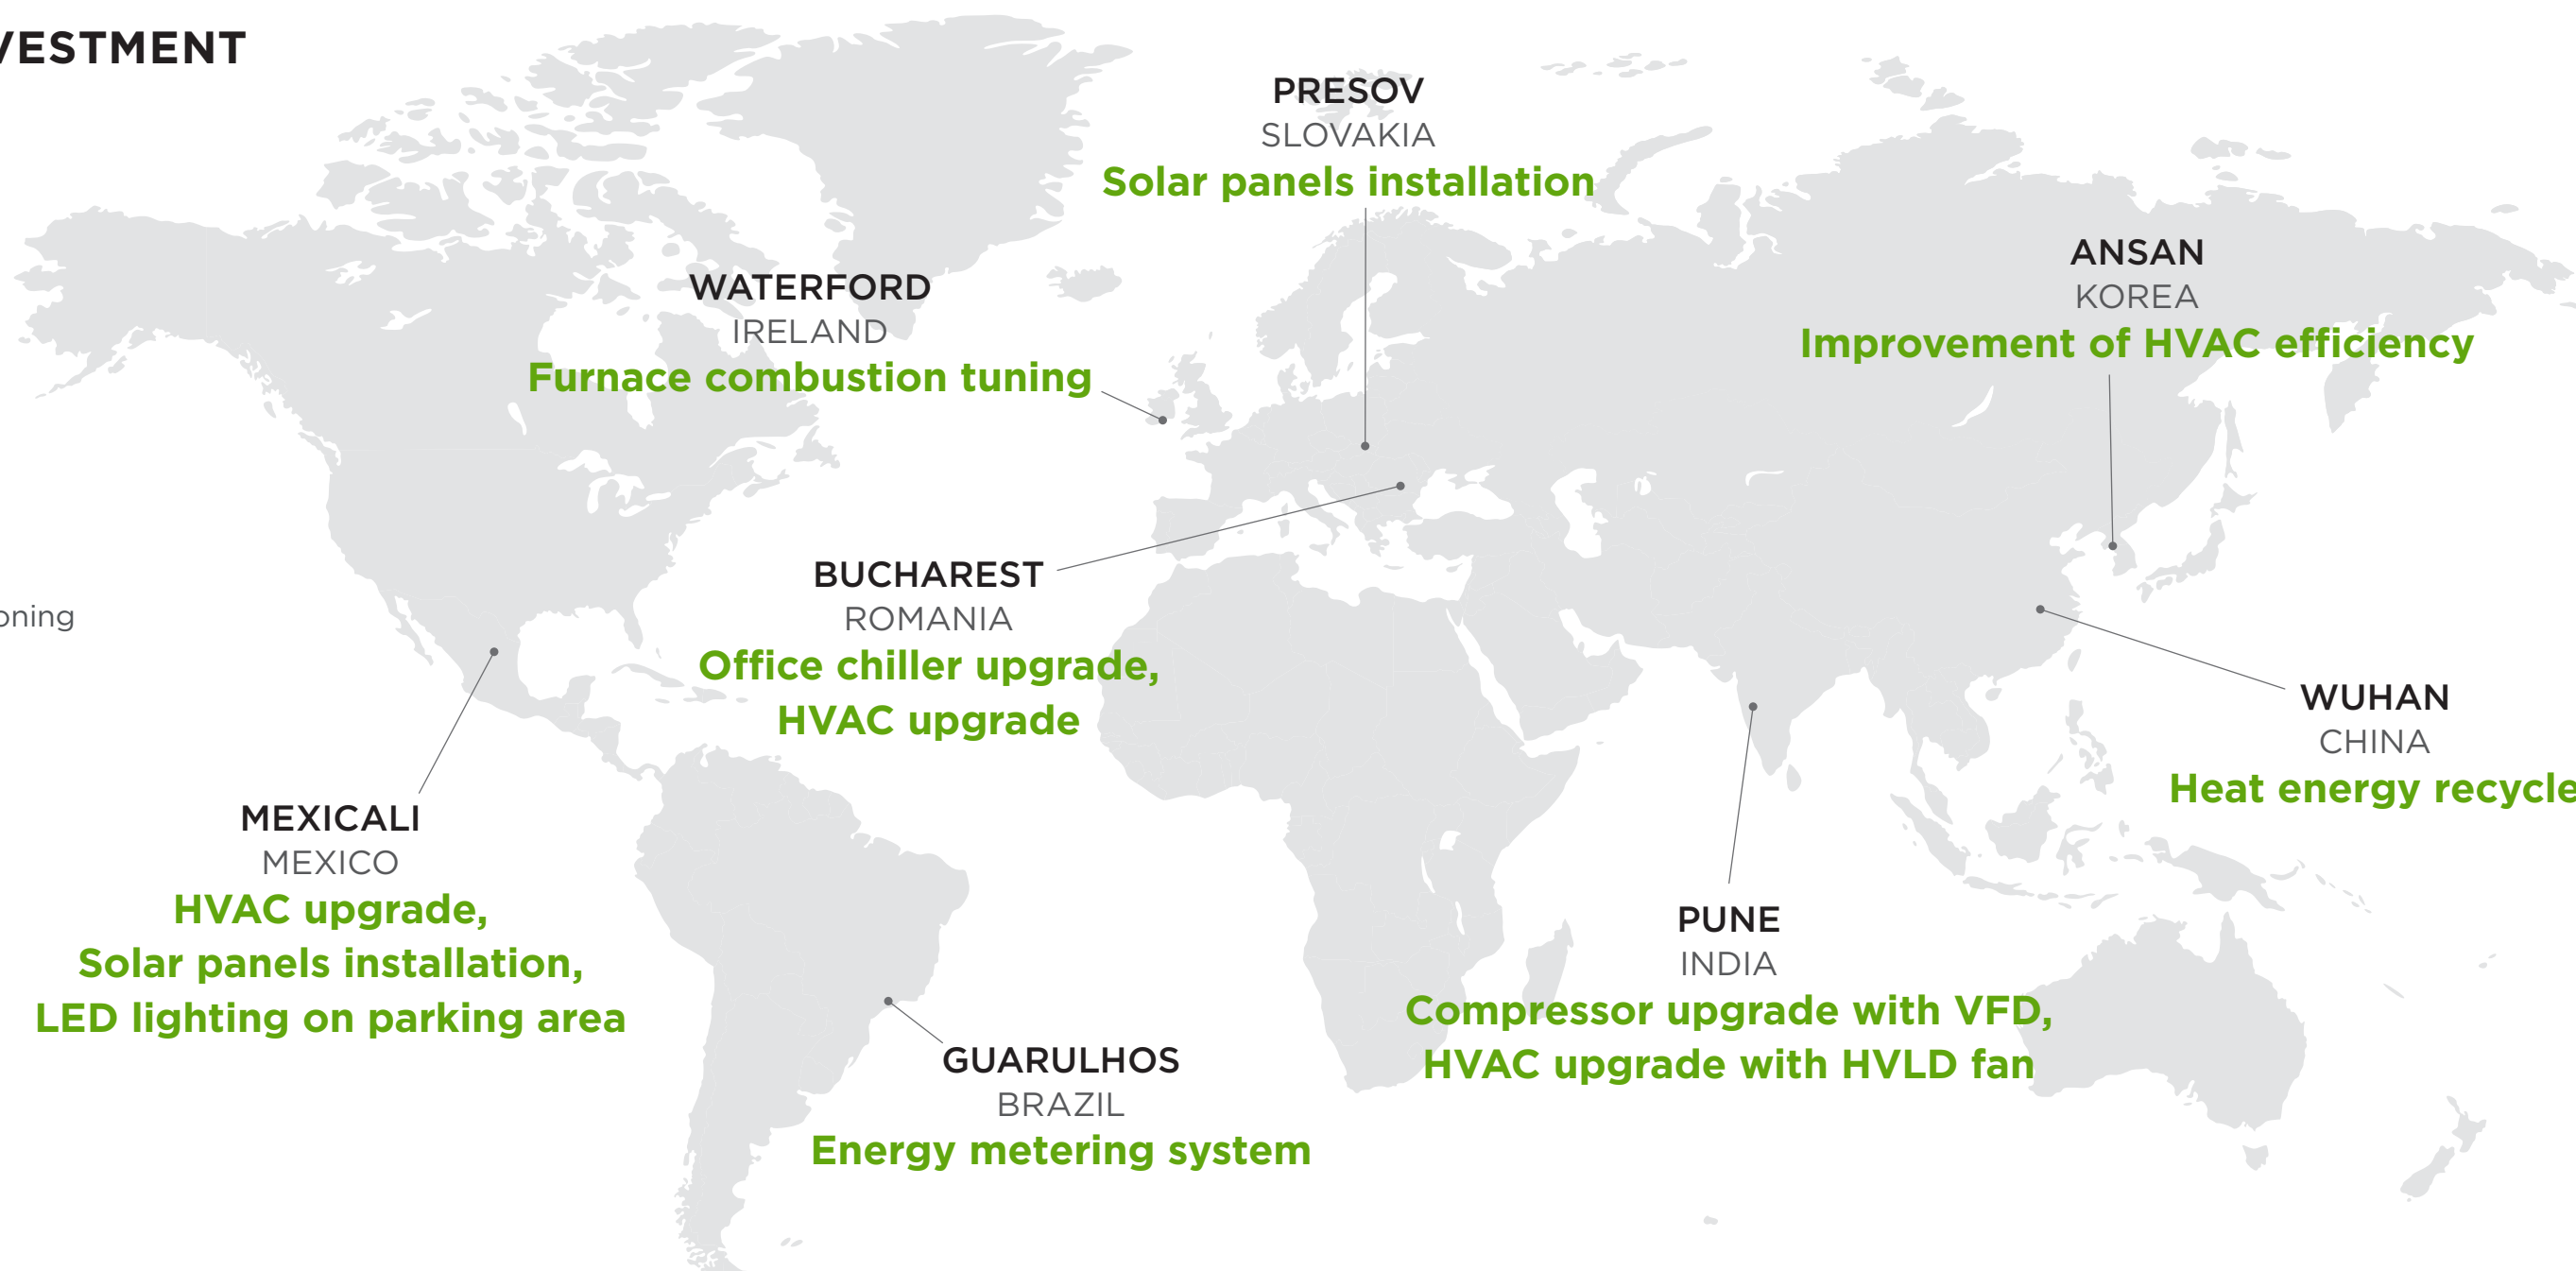 VESTMENT
PRESOV
SLOVAKIA
Solar panels installation
ANSAN
KOREA
Improvement of HVAC efficiency
WATERFORD
IRELAND
Furnace combustion tuning
BUCHAREST
ROMANIA
Office chiller upgrade,
HVAC upgrade
oning
WUHAN
CHINA
Heat energy recycle
MEXICALI
MEXICO
HVAC upgrade,
Solar panels installation,
LED lighting on parking area
PUNE
INDIA
Compressor upgrade with VFD,
HVAC upgrade with HVLD fan
GUARULHOS
BRAZIL
Energy metering system